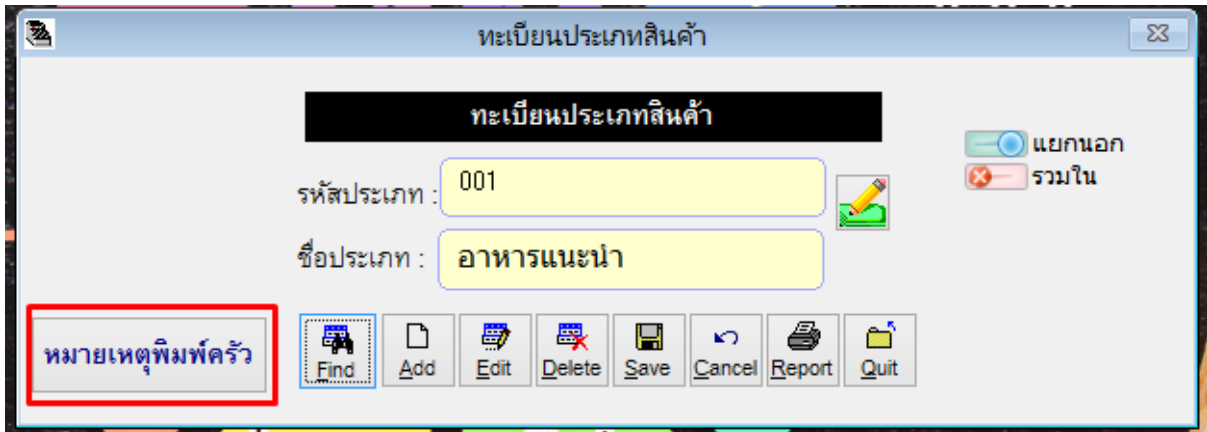 ทะเบียนประเภทสินค้า
ทะเบียนประเภทสินค้า
แยกนอก
รวมใน
รหัสประเภท : 001
ชื่อประเภท : อาหารแนะนำ
หมายเหตุพิมพ์ครัว
Find Add Edit Delete Save Cancel Report Quit